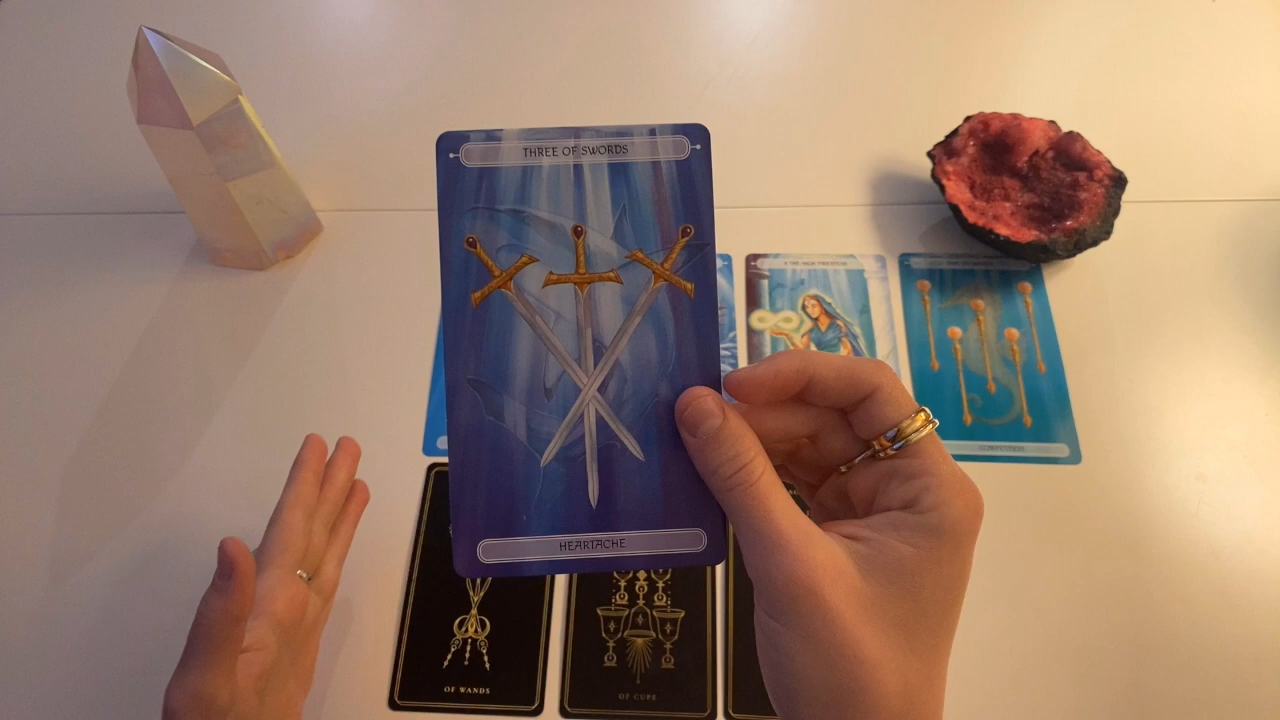 THREE OF SWORDS
HEARTACHE
THE HIGH PRIESTESS
COMPETITION
OF WANDS
OF CUPS